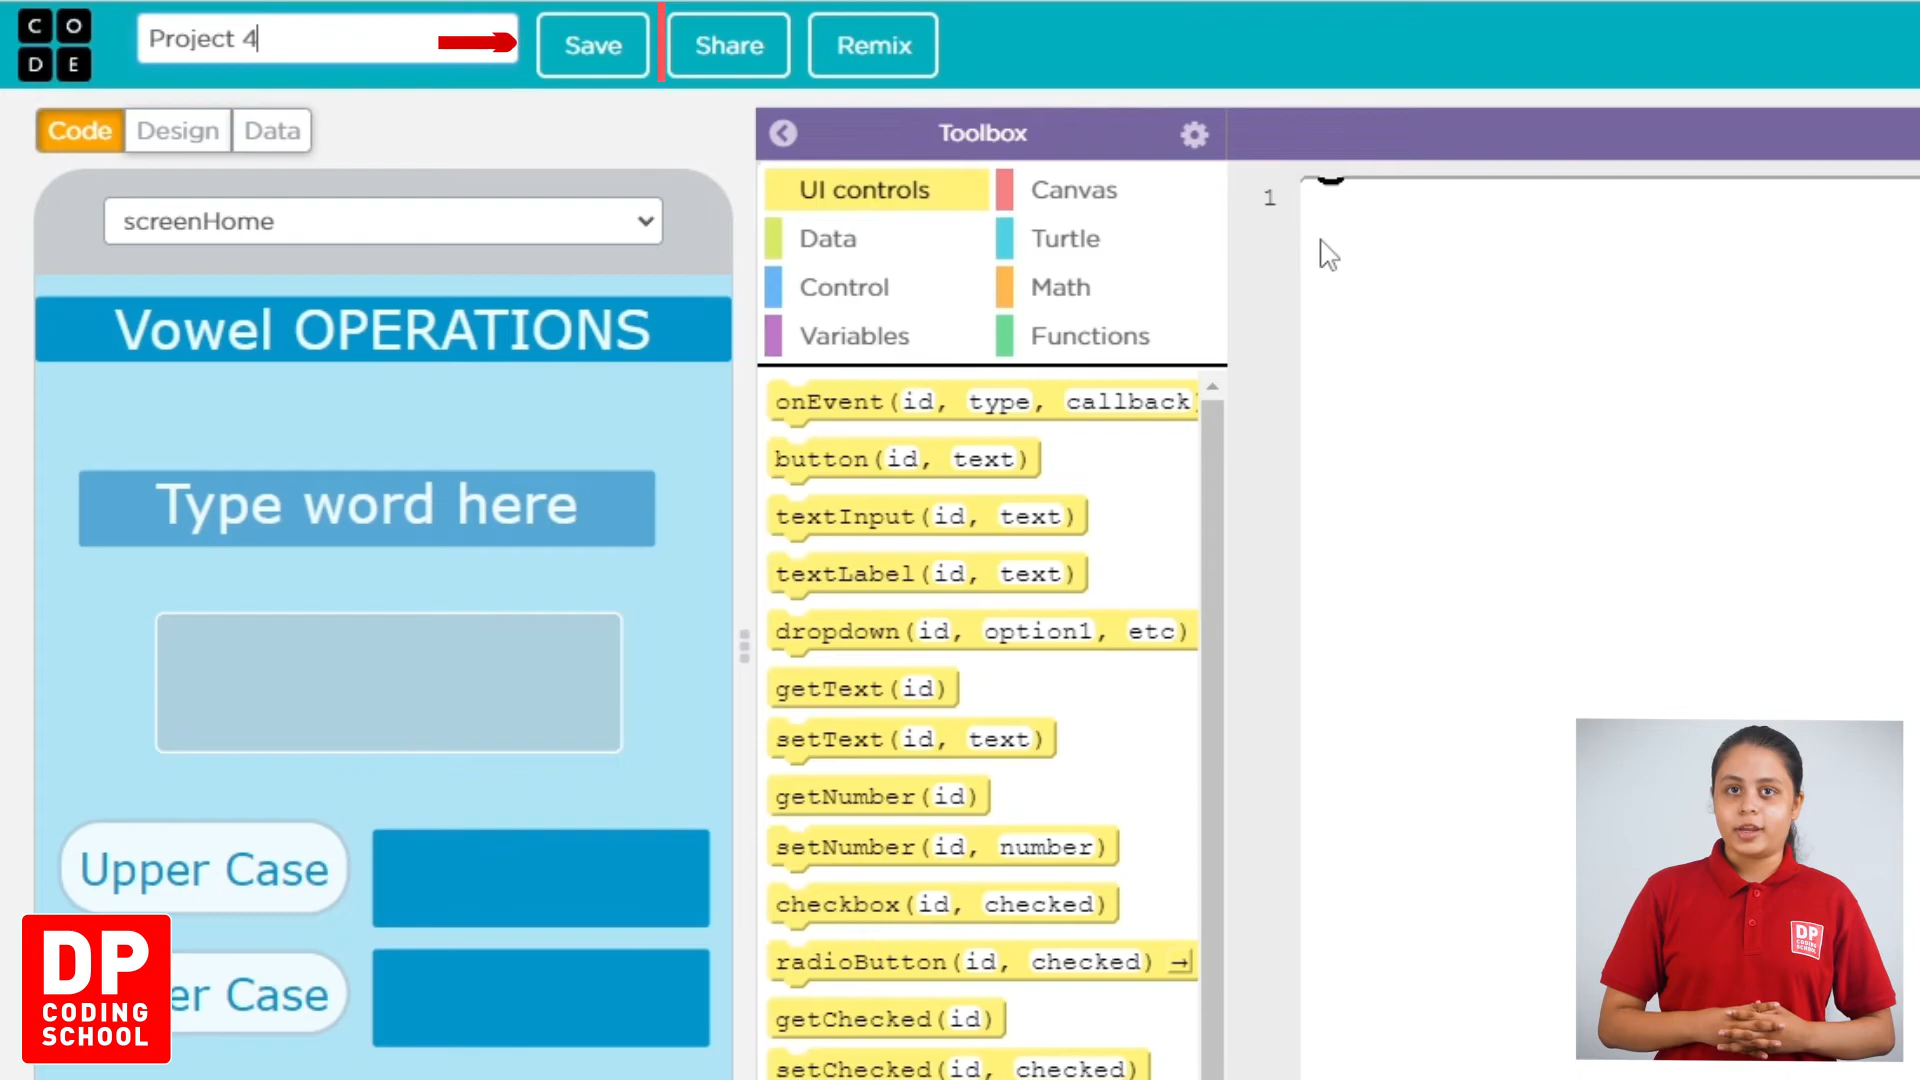 C O
D E
Project 4
Save
Share
Remix
Code
Design
Data
screenHome
Vowel OPERATIONS
Type word here
Upper Case
er Case
DP
CODING
SCHOOL
Toolbox
UI controls
Canvas
Data
Turtle
Control
Math
Variables
Functions
onEvent(id, type, callback)
button(id, text)
textInput(id, text)
textLabel(id, text)
dropdown(id, option1, etc)
getText(id)
setText(id, text)
getNumber(id)
setNumber(id, number)
checkbox(id, checked)
radioButton(id, checked) →
getChecked(id)
setChecked(id, checked)
1
DP
CODING
SCHOOL